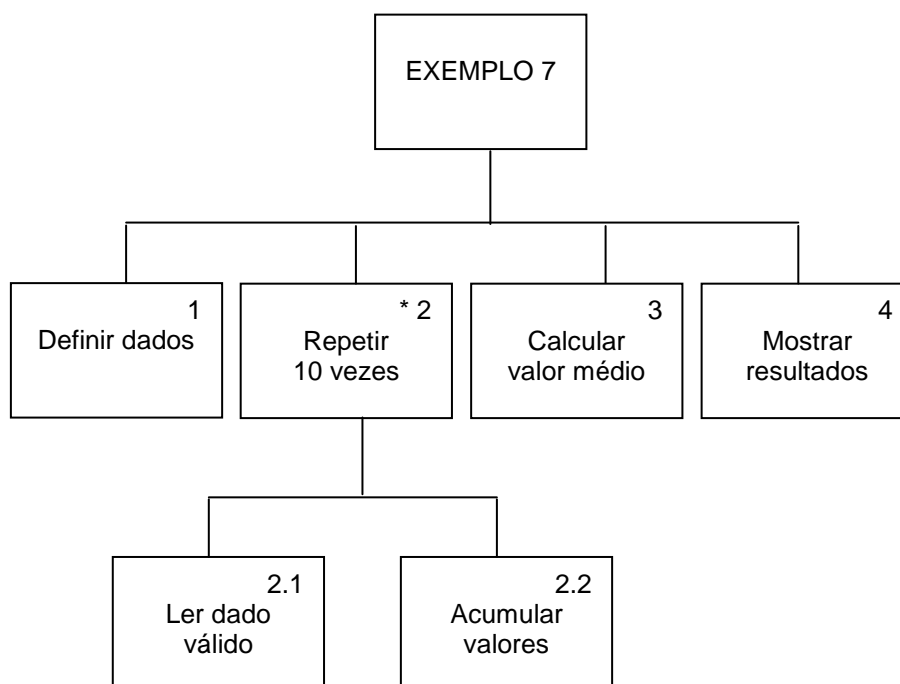 EXEMPLO 7
1
Definir dados
* 2
Repetir
10 vezes
3
Calcular
valor médio
4
Mostrar
resultados
2.1
Ler dado
válido
2.2
Acumular
valores